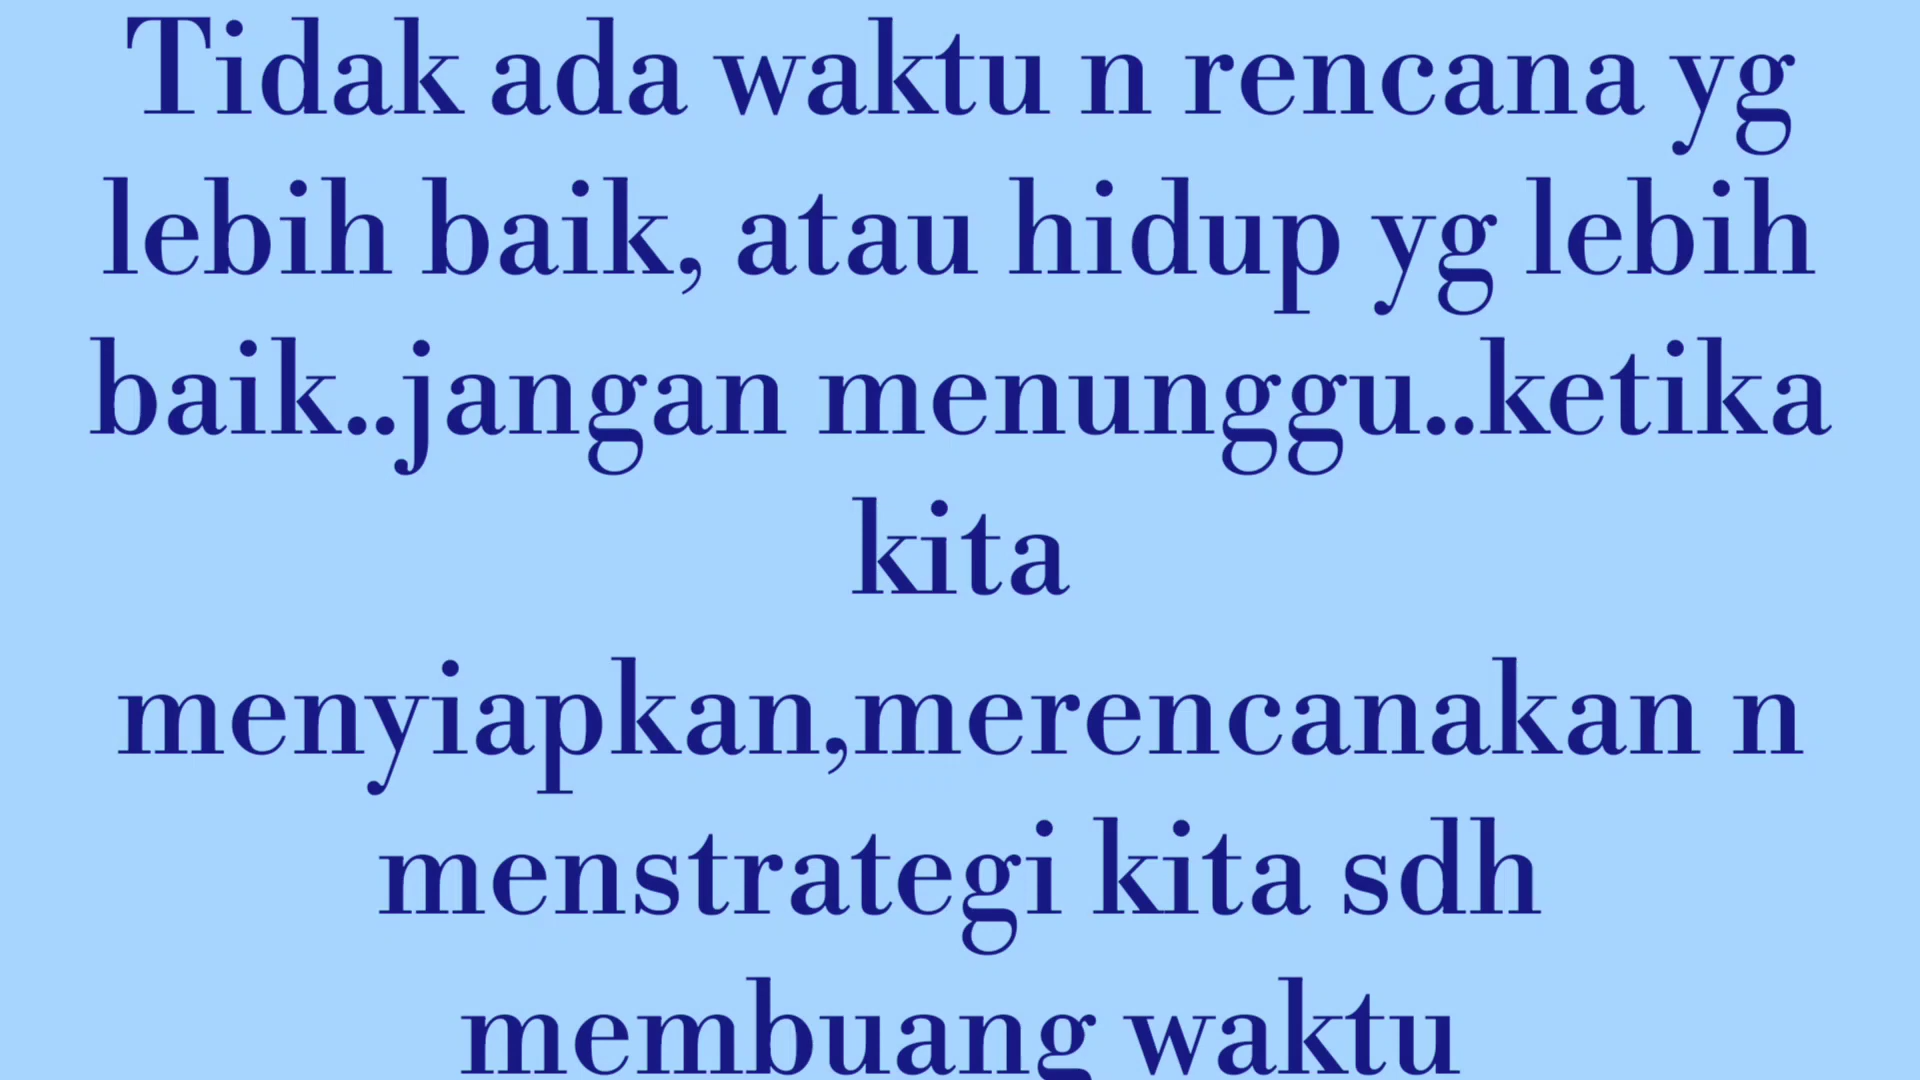 Tidak ada waktu n rencana yg
lebih baik, atau hidup yg lebih
baik..jangan menunggu..ketika
kita
menyiapkan,merencanakan n
menstrategi kita sdh
membuang waktu